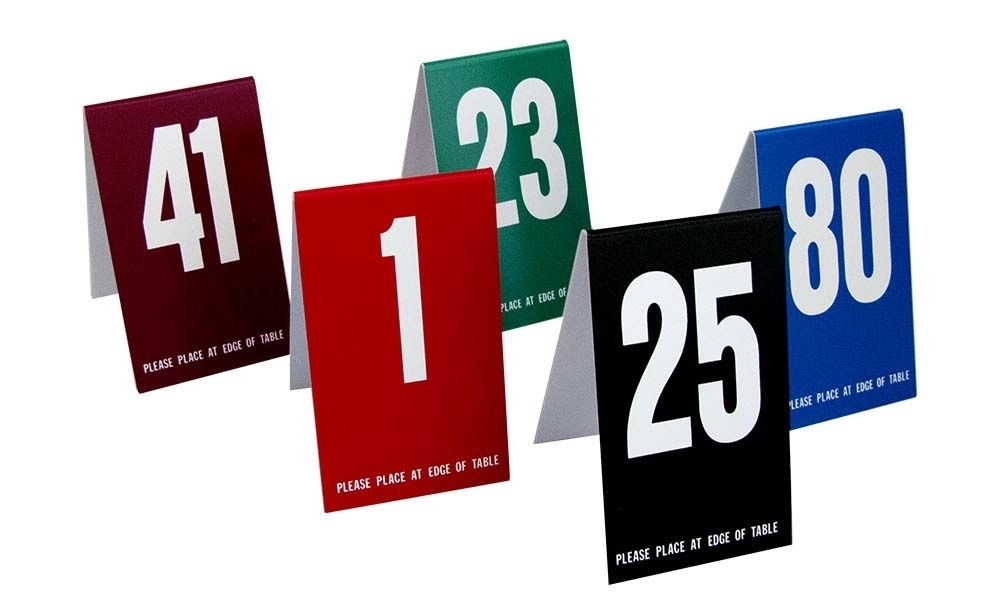 41
PLEASE PLACE AT EDGE OF TABLE
23
PLACE AT EDGE OF
1
PLEASE PLACE AT EDGE OF TABLE
80
PLEASE PLACE AT EDGE OF TABLE
25
PLEASE PLACE AT EDGE OF TABLE